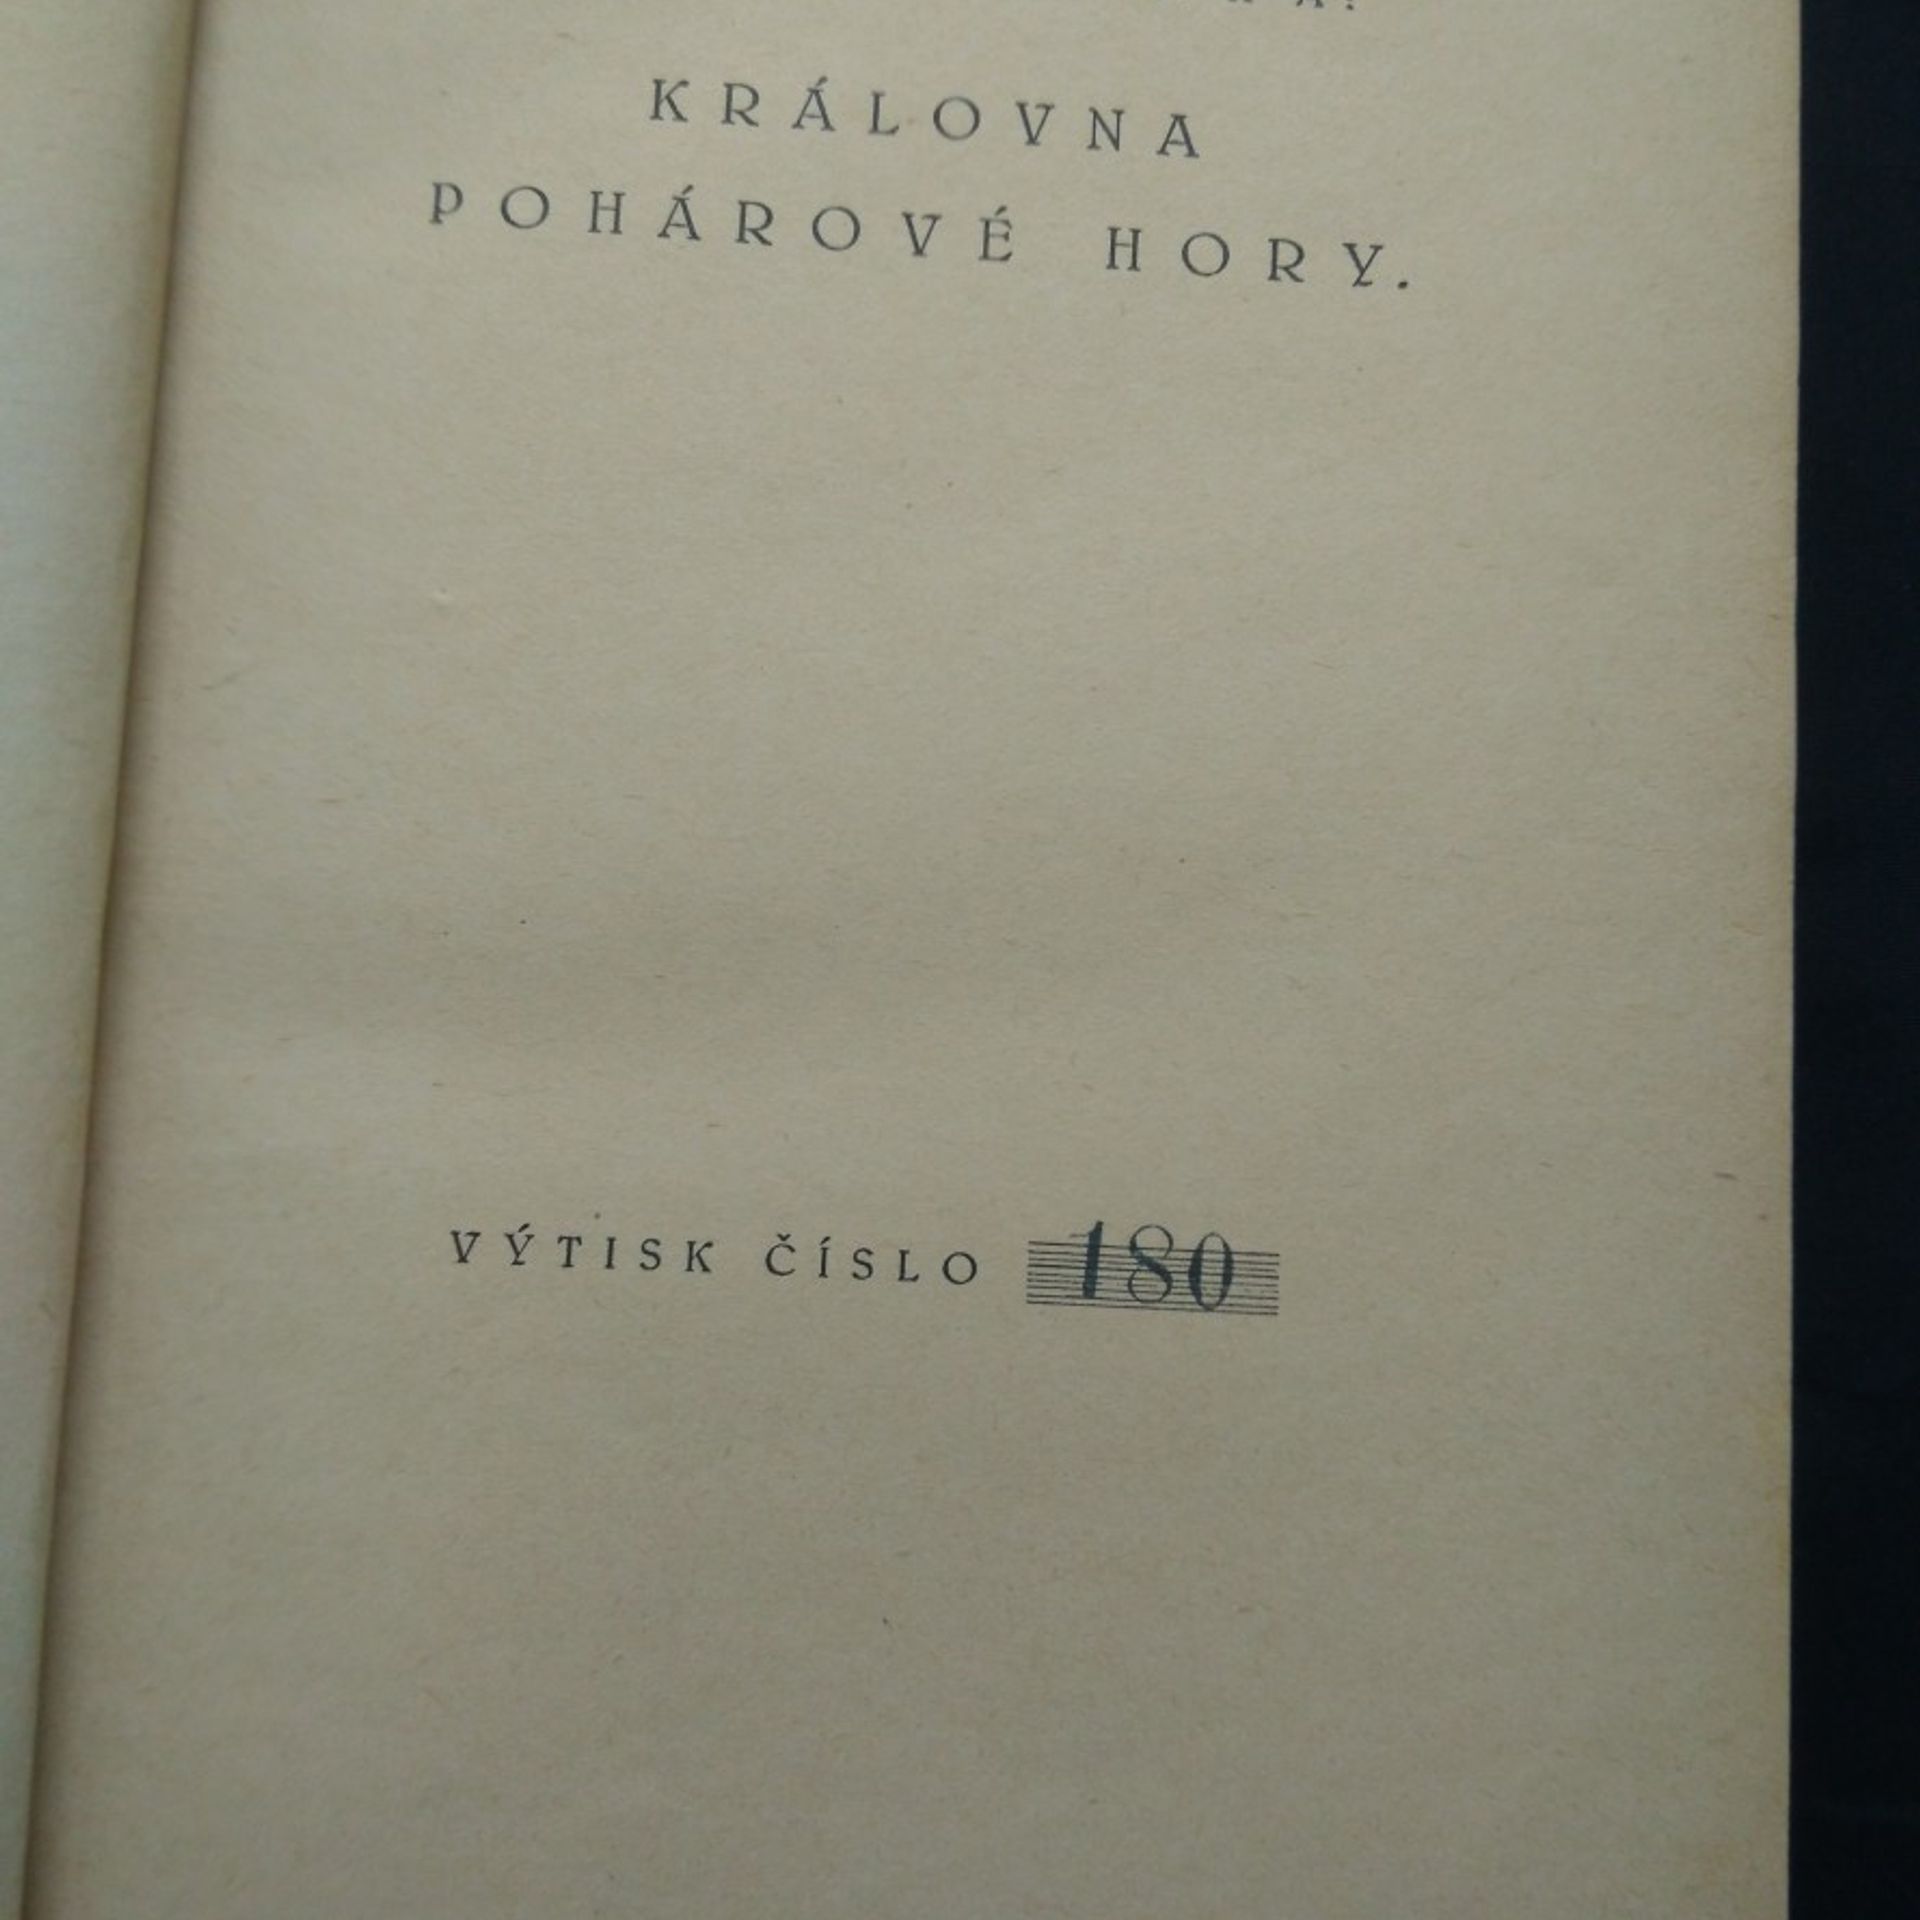 KRÁLOVNA
POHÁROVÉ HORY.
VÝTISK ČÍSLO 180